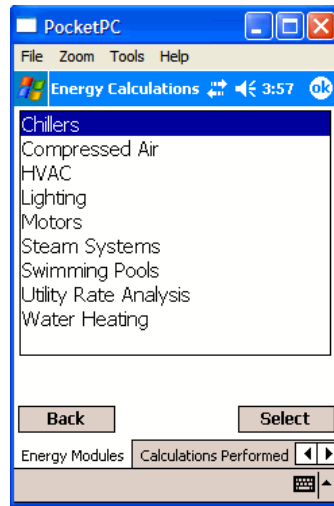 PocketPC
File Zoom Tools Help
Energy Calculations 3:57 ok
Chillers
Compressed Air
HVAC
Lighting
Motors
Steam Systems
Swimming Pools
Utility Rate Analysis
Water Heating
Back Select
Energy Modules Calculations Performed